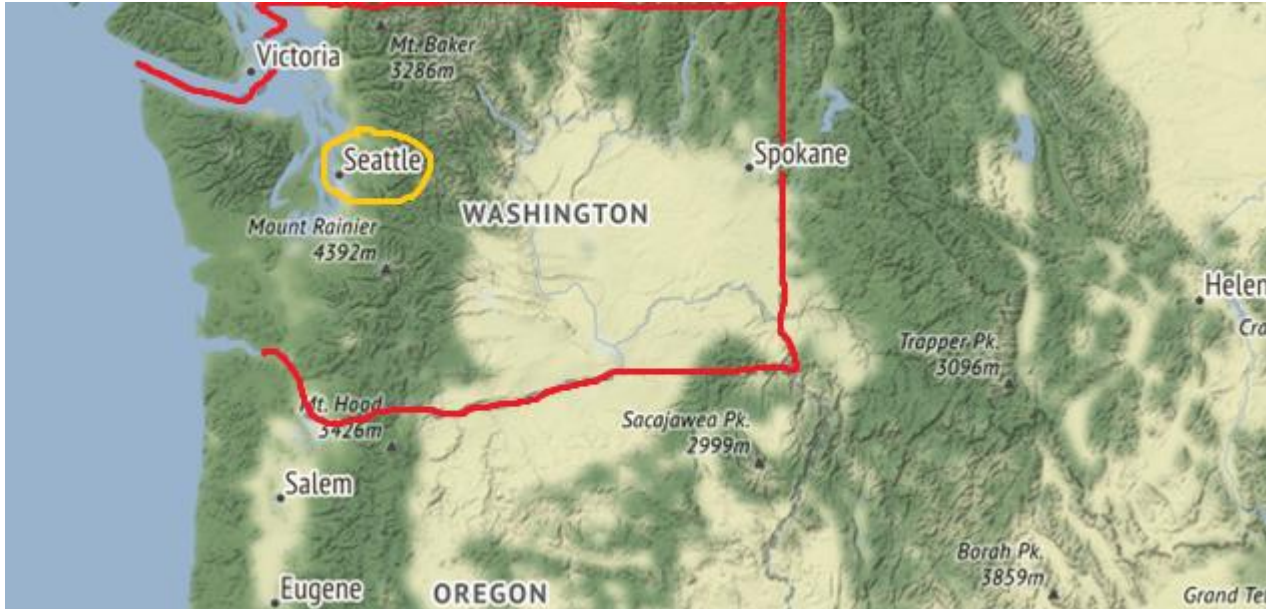 Mt. Baker
3286m
Victoria
Seattle
Spokane
WASHINGTON
Mount Rainier
4392m
Helen
Cra
Trapper Pk.
3096m
Mt. Hood
3426m
Sacajawea Pk.
2999m
Salem
Borah Pk.
3859m
Eugene
OREGON
Grand Te